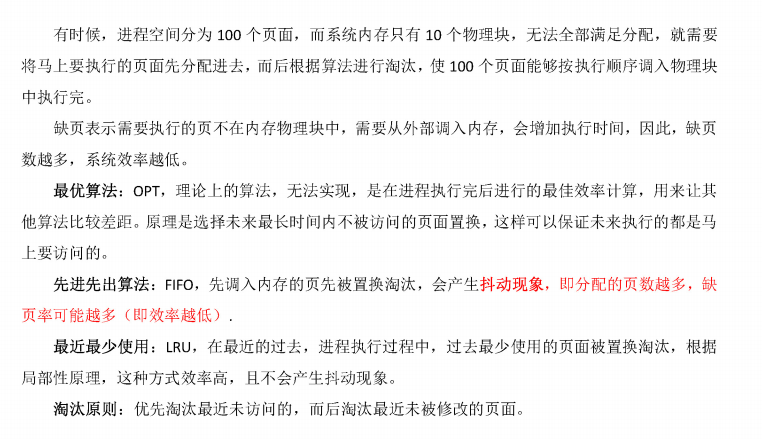 有时候，进程空间分为 100 个页面，而系统内存只有 10 个物理块，无法全部满足分配，就需要
将马上要执行的页面先分配进去，而后根据算法进行淘汰，使 100 个页面能够按执行顺序调入物理块
中执行完。
缺页表示需要执行的页不在内存物理块中，需要从外部调入内存，会增加执行时间，因此，缺页
数越多，系统效率越低。
最优算法：OPT，理论上的算法，无法实现，是在进程执行完后进行的最佳效率计算，用来让其
他算法比较差距。原理是选择未来最长时间内不被访问的页面置换，这样可以保证未来执行的都是马
上要访问的。
先进先出算法：FIFO，先调入内存的页先被置换淘汰，会产生抖动现象，即分配的页数越多，缺
页率可能越多（即效率越低）.
最近最少使用：LRU，在最近的过去，进程执行过程中，过去最少使用的页面被置换淘汰，根据
局部性原理，这种方式效率高，且不会产生抖动现象。
淘汰原则：优先淘汰最近未访问的，而后淘汰最近未被修改的页面。